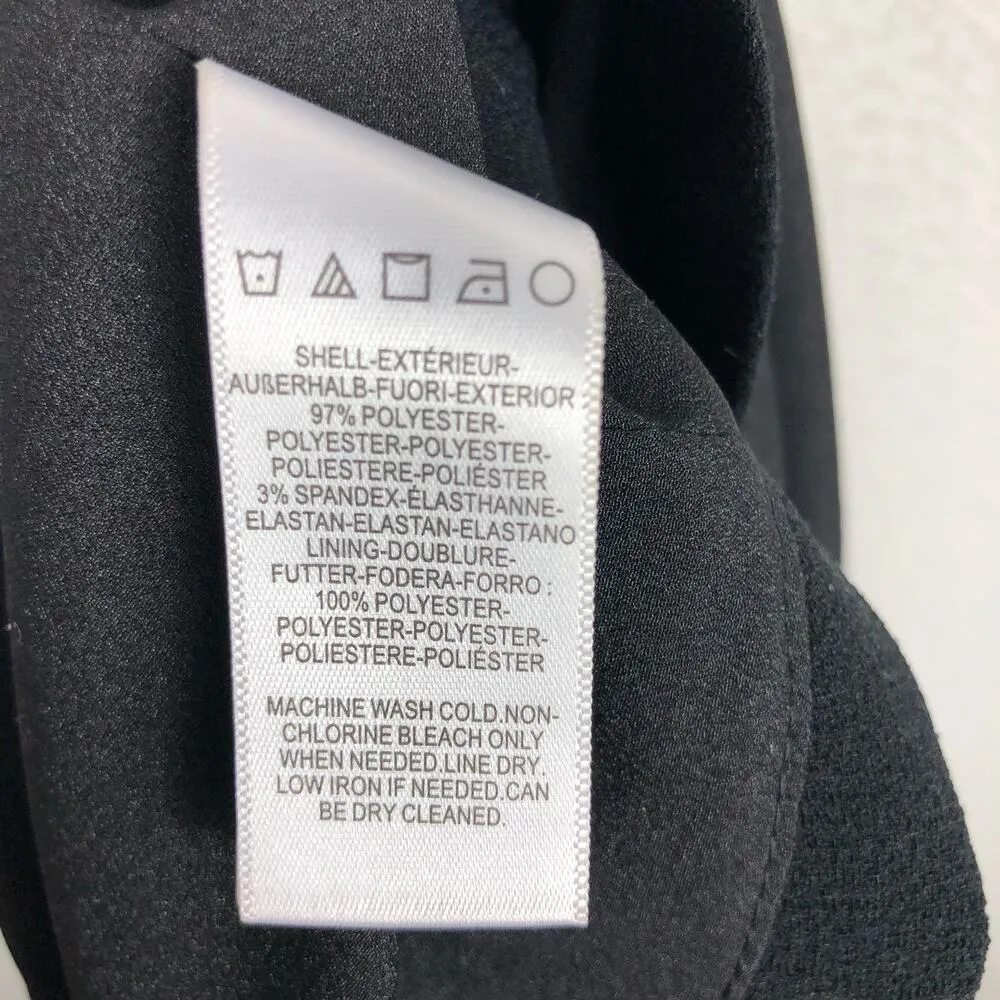 SHELL-EXTÉRIEUR-
AUßERHALB-FUORI-EXTERIOR
97% POLYESTER-
POLYESTER-POLYESTER-
POLIESTERE-POLIÉSTER
3% SPANDEX-ÉLASTHANNE-
ELASTAN-ELASTAN-ELASTANO
LINING-DOUBLURE-
FUTTER-FODERA-FORRO :
100% POLYESTER-
POLYESTER-POLYESTER-
POLIESTERE-POLIÉSTER
MACHINE WASH COLD.NON-
CHLORINE BLEACH ONLY
WHEN NEEDED.LINE DRY.
LOW IRON IF NEEDED.CAN
BE DRY CLEANED.